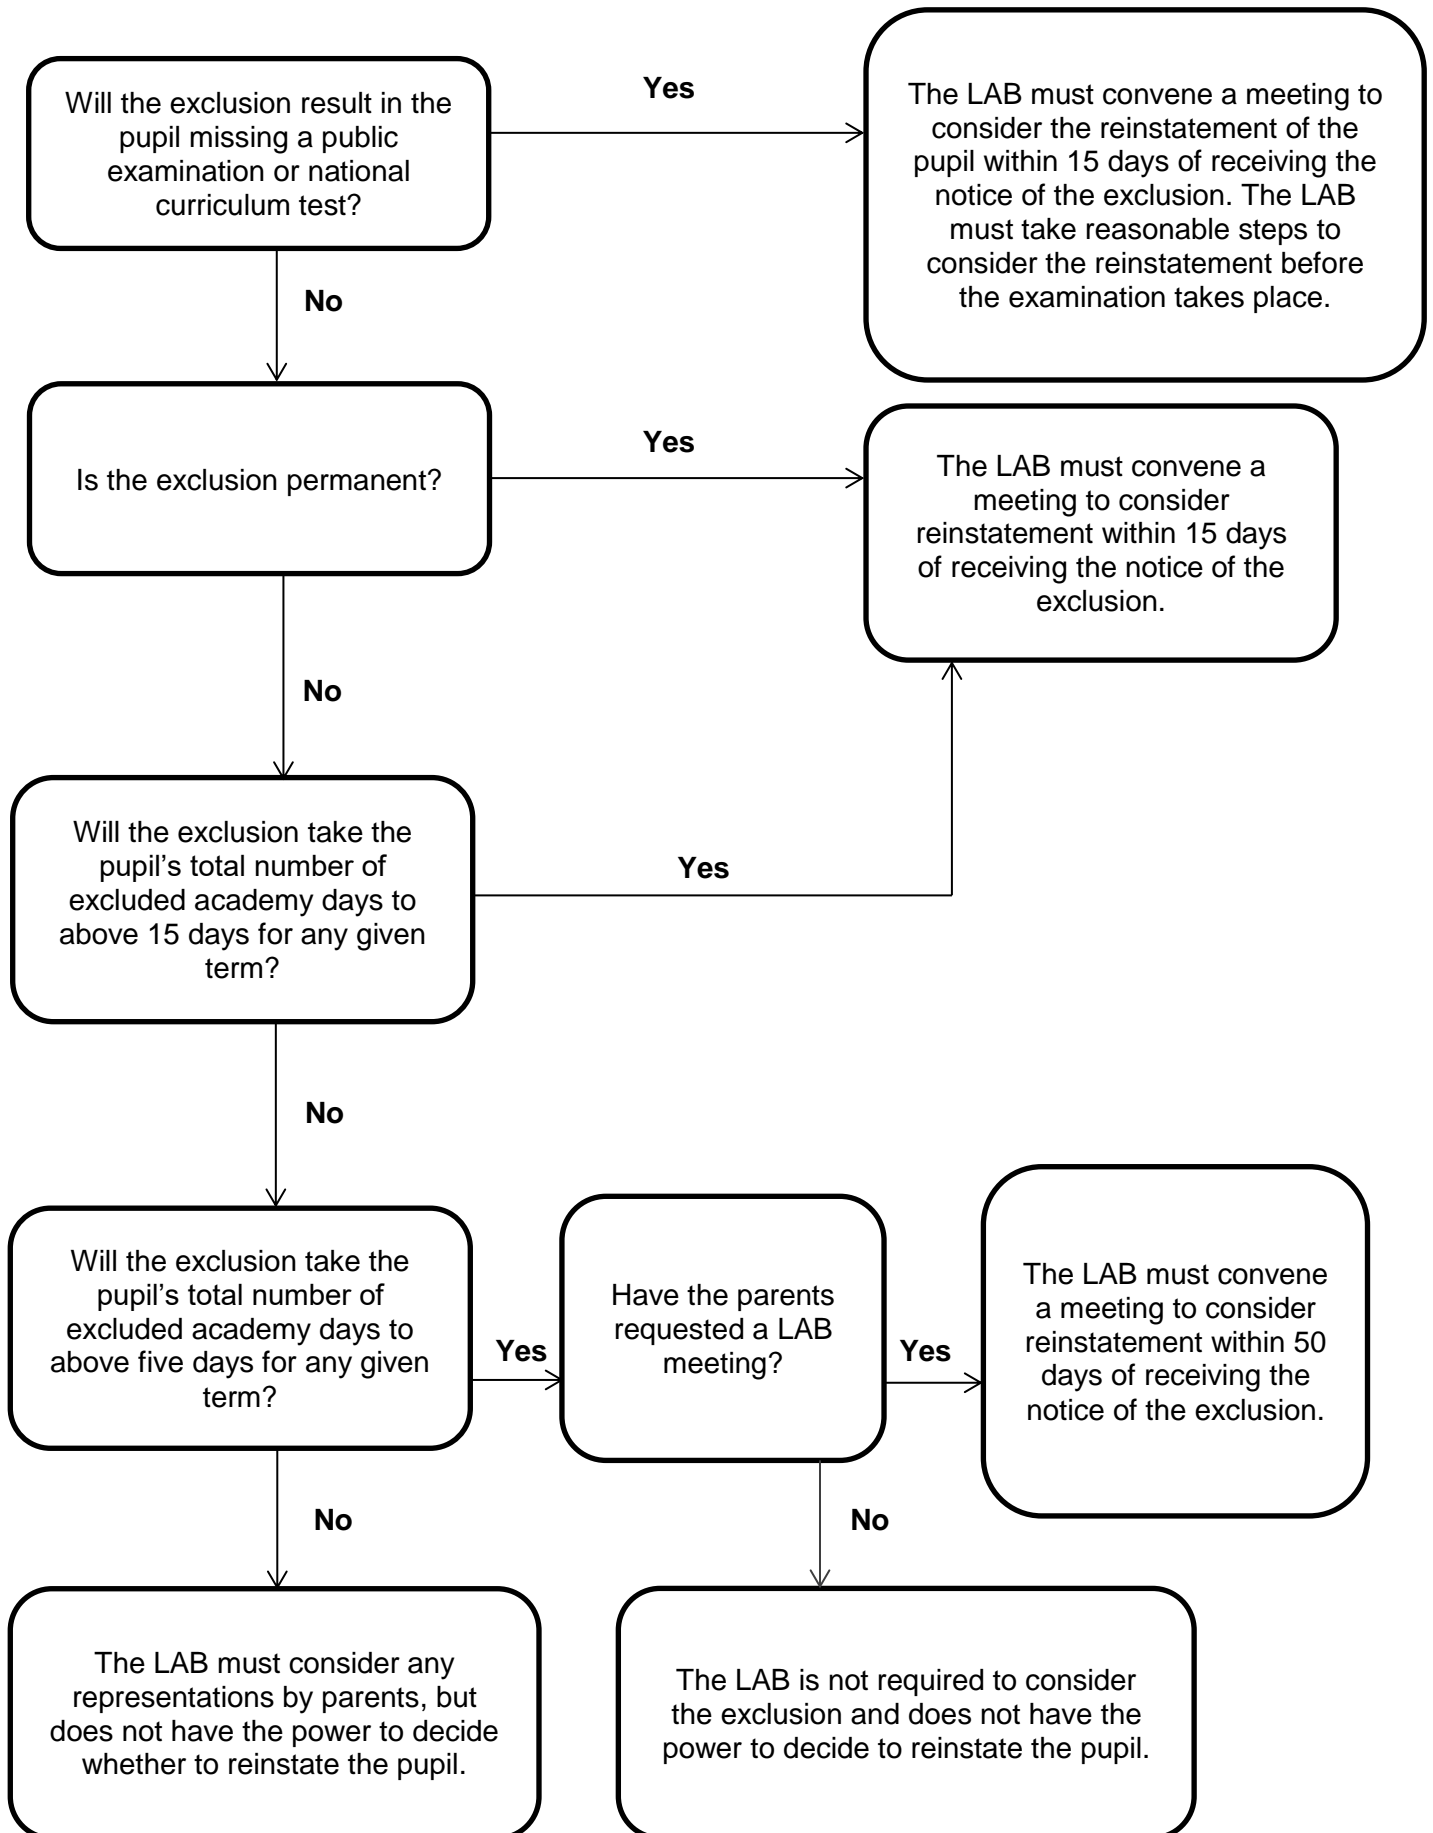 Will the exclusion result in the
pupil missing a public
examination or national
curriculum test?
Yes
The LAB must convene a meeting to
consider the reinstatement of the
pupil within 15 days of receiving the
notice of the exclusion. The LAB
must take reasonable steps to
consider the reinstatement before
the examination takes place.
No
Is the exclusion permanent?
Yes
The LAB must convene a
meeting to consider
reinstatement within 15 days
of receiving the notice of the
exclusion.
No
Will the exclusion take the
pupil’s total number of
excluded academy days to
above 15 days for any given
term?
Yes
No
Will the exclusion take the
pupil’s total number of
excluded academy days to
above five days for any given
term?
Yes
Have the parents
requested a LAB
meeting?
Yes
The LAB must convene
a meeting to consider
reinstatement within 50
days of receiving the
notice of the exclusion.
No
No
The LAB must consider any
representations by parents, but
does not have the power to decide
whether to reinstate the pupil.
The LAB is not required to consider
the exclusion and does not have the
power to decide to reinstate the pupil.